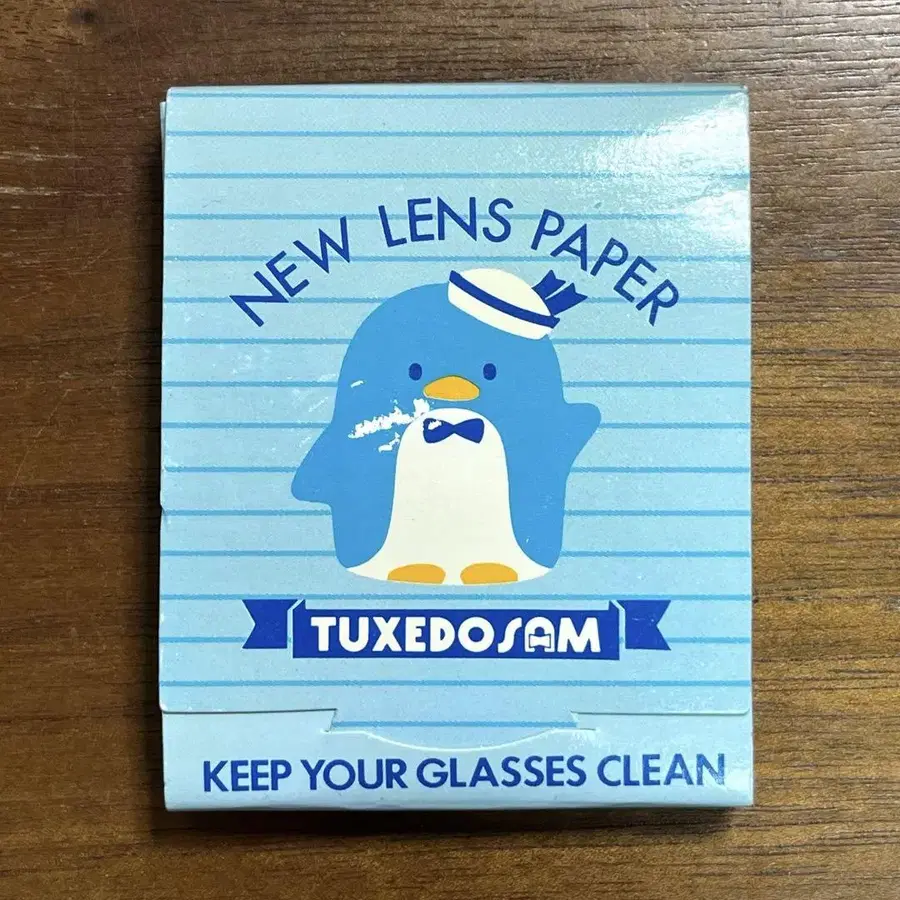 NEW LENS PAPER
TUXEDOSAM
KEEP YOUR GLASSES CLEAN